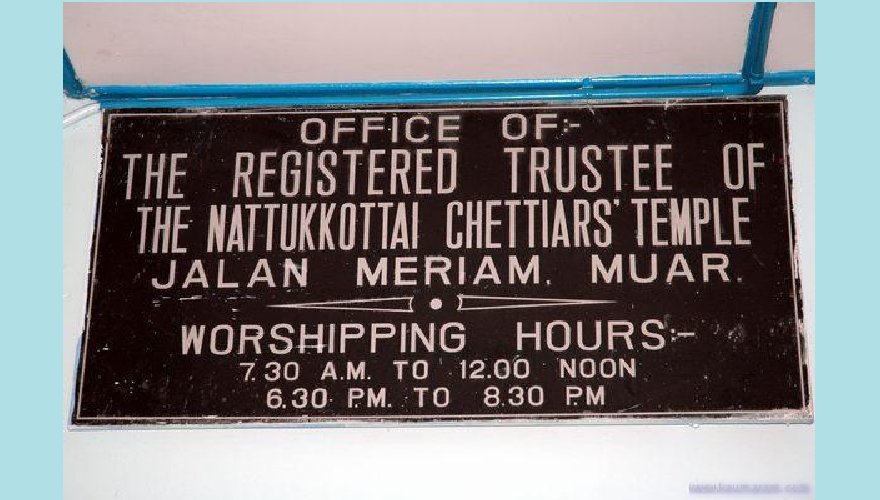 OFFICE OF:-
THE REGISTERED TRUSTEE OF
THE NATTUKKOTTAI CHETTIARS' TEMPLE
JALAN MERIAM. MUAR.
WORSHIPPING HOURS:-
7.30 A.M. TO 12.00 NOON
6.30 P.M. TO 8.30 PM